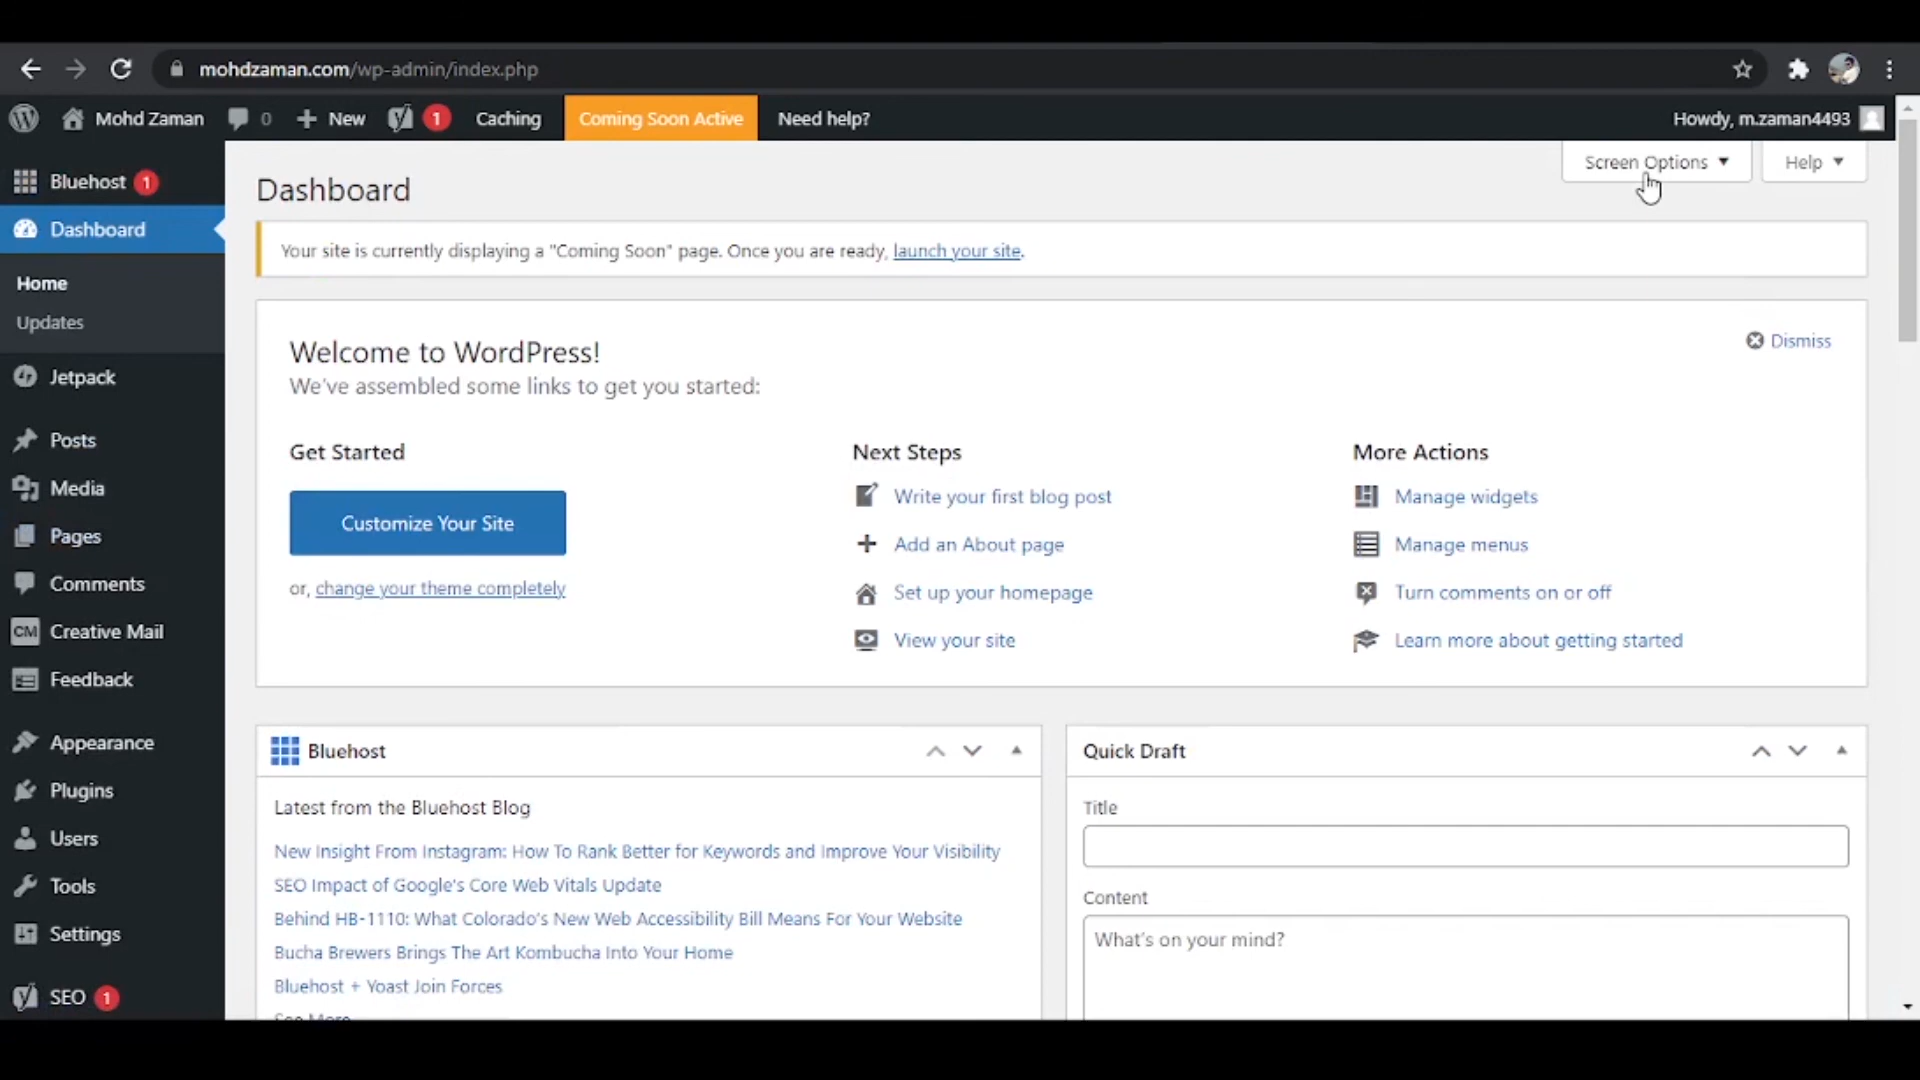 mohdzaman.com/wp-admin/index.php
Mohd Zaman 0 New 1 Caching Coming Soon Active Need help? Howdy, m.zaman4493
Screen Options Help
Bluehost 1
Dashboard
Home
Updates
Jetpack
Posts
Media
Pages
Comments
CM Creative Mail
Feedback
Appearance
Plugins
Users
Tools
Settings
SEO 1
Dashboard
Your site is currently displaying a "Coming Soon" page. Once you are ready, launch your site.
Welcome to WordPress!
We've assembled some links to get you started:
Dismiss
Get Started
Customize Your Site
or, change your theme completely
Next Steps
Write your first blog post
Add an About page
Set up your homepage
View your site
More Actions
Manage widgets
Manage menus
Turn comments on or off
Learn more about getting started
Bluehost
Latest from the Bluehost Blog
New Insight From Instagram: How To Rank Better for Keywords and Improve Your Visibility
SEO Impact of Google's Core Web Vitals Update
Behind HB-1110: What Colorado's New Web Accessibility Bill Means For Your Website
Bucha Brewers Brings The Art Kombucha Into Your Home
Bluehost + Yoast Join Forces
See More
Quick Draft
Title
Content
What's on your mind?